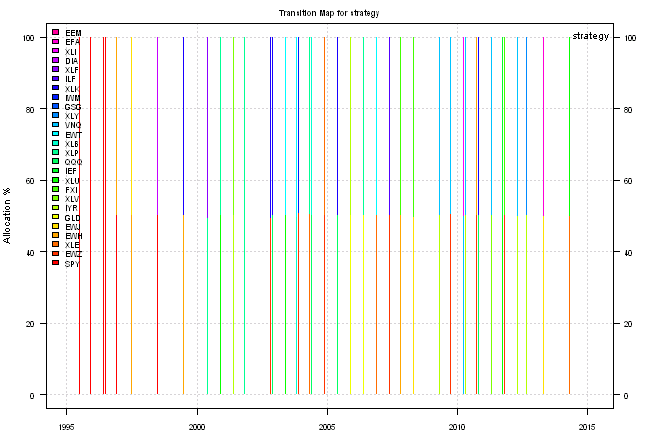 Transition Map for strategy
strategy
EEM
EFA
XLI
DIA
XLF
ILF
XLK
IWM
GSG
XLY
VNQ
EWT
XLB
XLP
QQQ
IEF
XLU
FXI
XLV
IYR
GLD
EWJ
EWH
XLE
EWZ
SPY
Allocation %
100
80
60
40
20
0
100
80
60
40
20
0
1995
2000
2005
2010
2015